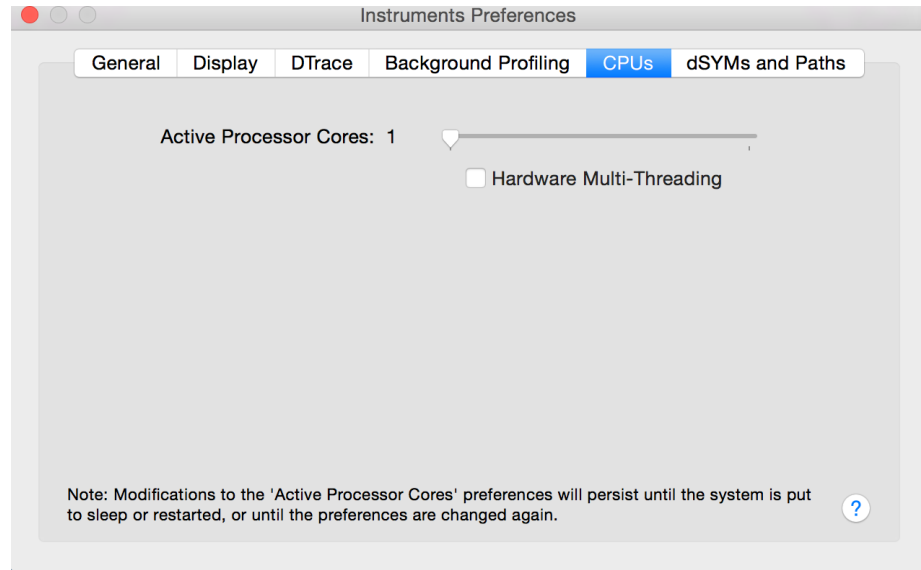 Instruments Preferences
General Display DTrace Background Profiling CPUs dSYMs and Paths
Active Processor Cores: 1
Hardware Multi-Threading
Note: Modifications to the 'Active Processor Cores' preferences will persist until the system is put
to sleep or restarted, or until the preferences are changed again.
?